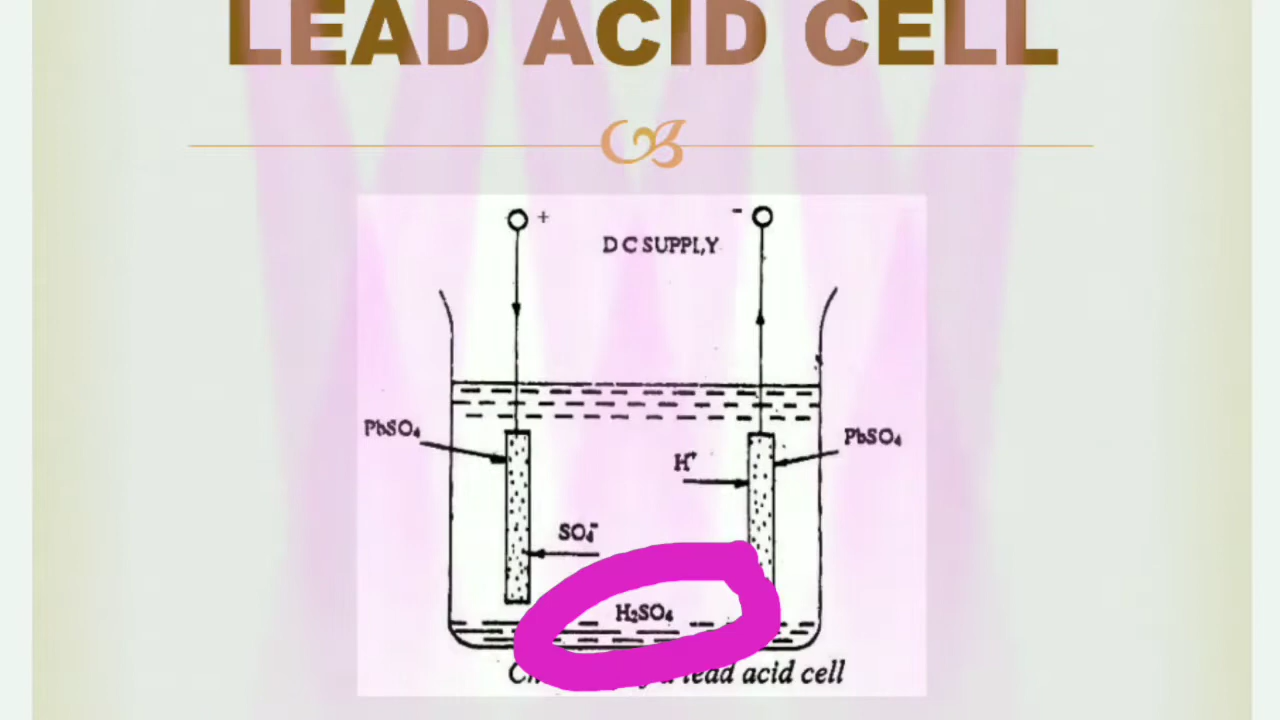 LEAD ACID CELL
+ -
D C SUPPLY
PbSO₄
PbSO₄
H⁺
SO₄⁻
H₂SO₄
lead acid cell